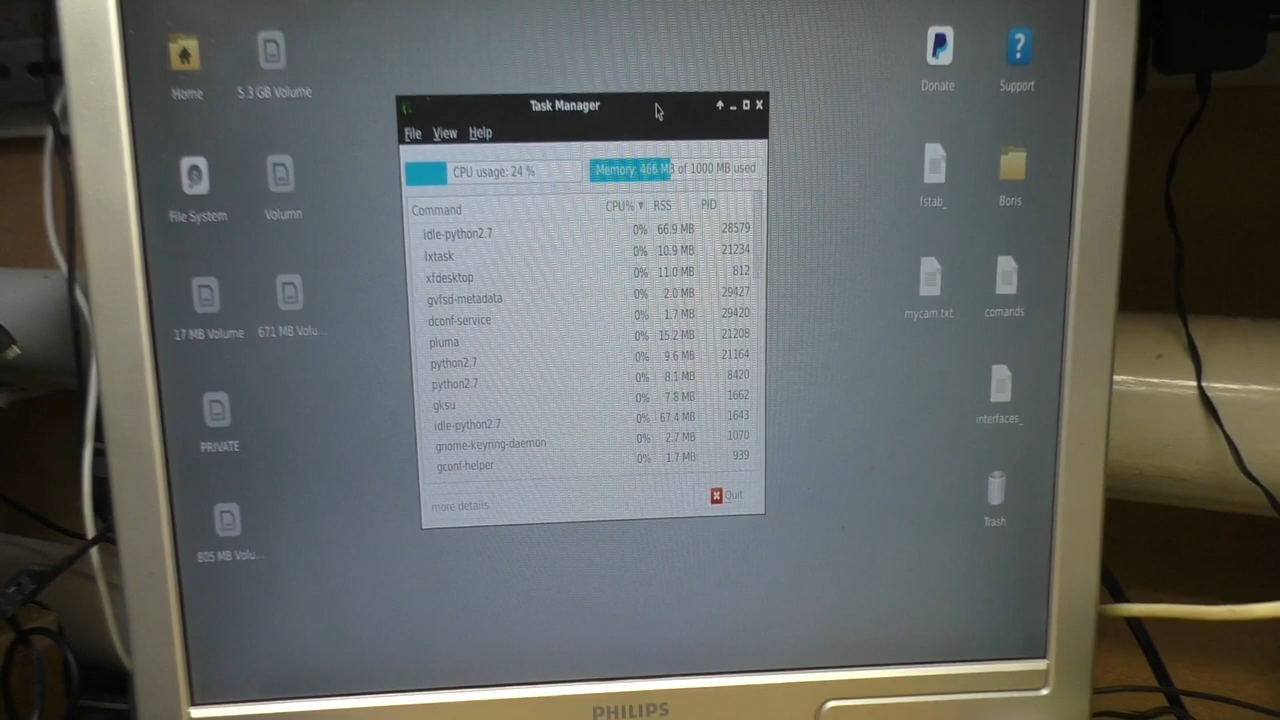 Home
5.3 GB Volume
Donate
Support
Task Manager
File View Help
CPU usage: 24 %
Memory: 466 MB of 1000 MB used
Command CPU% RSS PID
idle-python2.7 0% 66.9 MB 28579
lxtask 0% 10.9 MB 21234
xfdesktop 0% 11.0 MB 812
gvfsd-metadata 0% 2.0 MB 29427
dconf-service 0% 1.7 MB 29420
pluma 0% 15.2 MB 21208
python2.7 0% 9.6 MB 21164
python2.7 0% 8.1 MB 8420
gksu 0% 7.8 MB 1662
idle-python2.7 0% 67.4 MB 1643
gnome-keyring-daemon 0% 2.7 MB 1070
gconf-helper 0% 1.7 MB 939
more details
Quit
File System
Volumn
fstab_
Boris
17 MB Volume
671 MB Volu...
mycam.txt
comands
PRIVATE
interfaces_
805 MB Volu...
Trash
PHILIPS